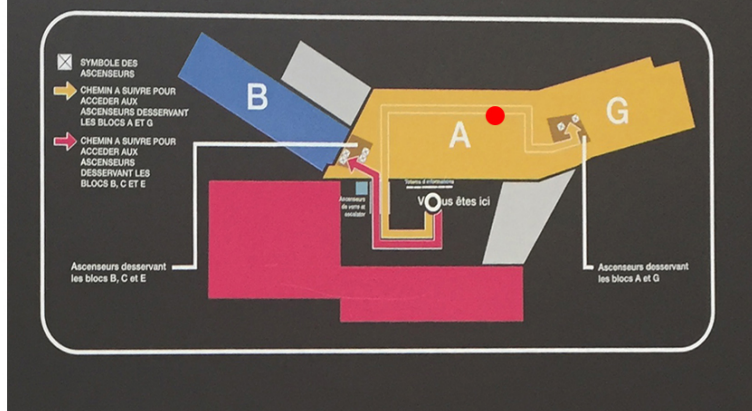 SYMBOLE DES
ASCENSEURS
CHEMIN A SUIVRE POUR
ACCEDER AUX
ASCENSEURS DESSERVANT
LES BLOCS A ET G
CHEMIN A SUIVRE POUR
ACCEDER AUX
ASCENSEURS
DESSERVANT LES
BLOCS B, C ET E
B
A
G
Ascenseurs
de verre et
escalator
Totems d'informations
Vous êtes ici
Ascenseurs desservant
les blocs B, C et E
Ascenseurs desservant
les blocs A et G